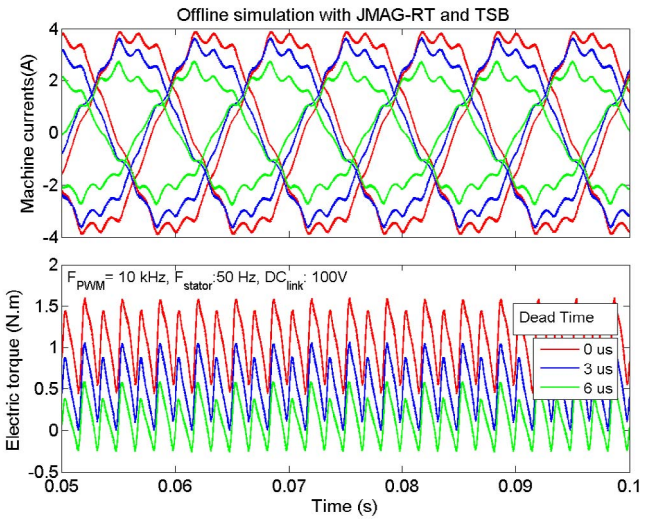 Offline simulation with JMAG-RT and TSB
Machine currents(A)
4
2
0
-2
-4
Electric torque (N.m)
2
1.5
1
0.5
0
-0.5
F_PWM= 10 kHz, F_stator:50 Hz, DC_link: 100V
Dead Time
0 us
3 us
6 us
0.05
0.06
0.07
0.08
0.09
0.1
Time (s)